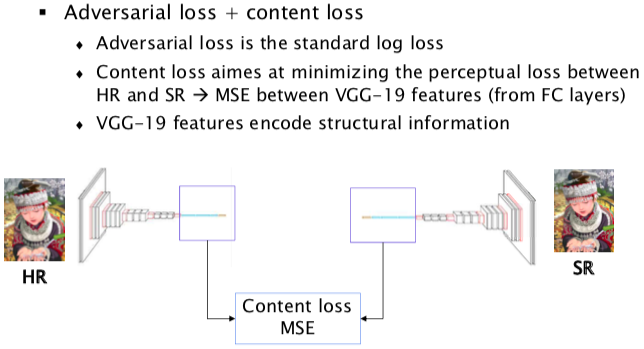 Adversarial loss + content loss
Adversarial loss is the standard log loss
Content loss aimes at minimizing the perceptual loss between
HR and SR → MSE between VGG-19 features (from FC layers)
VGG-19 features encode structural information
HR
SR
Content loss
MSE